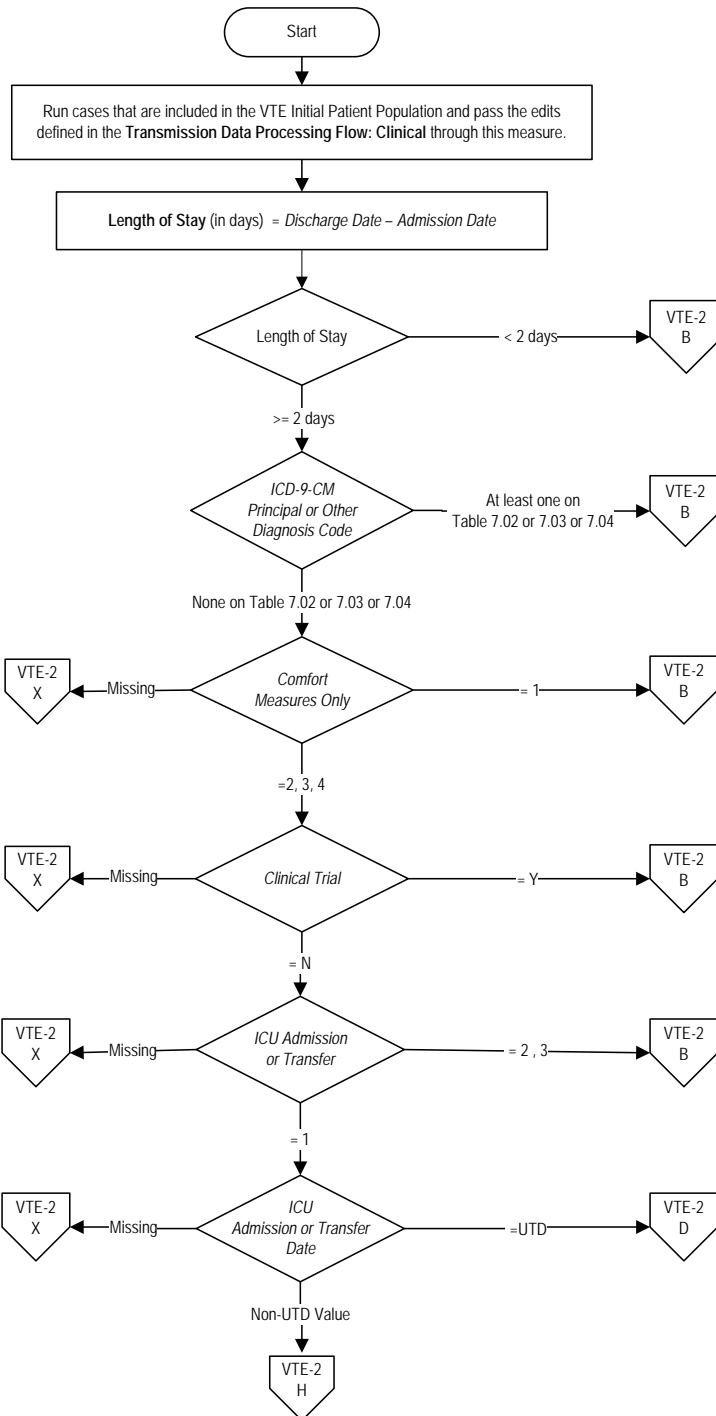 Start
Run cases that are included in the VTE Initial Patient Population and pass the edits
defined in the Transmission Data Processing Flow: Clinical through this measure.
Length of Stay (in days) = Discharge Date – Admission Date
Length of Stay
< 2 days
VTE-2
B
>= 2 days
ICD-9-CM
Principal or Other
Diagnosis Code
At least one on
Table 7.02 or 7.03 or 7.04
VTE-2
B
None on Table 7.02 or 7.03 or 7.04
VTE-2
X
Missing
Comfort
Measures Only
= 1
VTE-2
B
=2, 3, 4
VTE-2
X
Missing
Clinical Trial
= Y
VTE-2
B
= N
VTE-2
X
Missing
ICU Admission
or Transfer
= 2 , 3
VTE-2
B
= 1
VTE-2
X
Missing
ICU
Admission or Transfer
Date
=UTD
VTE-2
D
Non-UTD Value
VTE-2
H